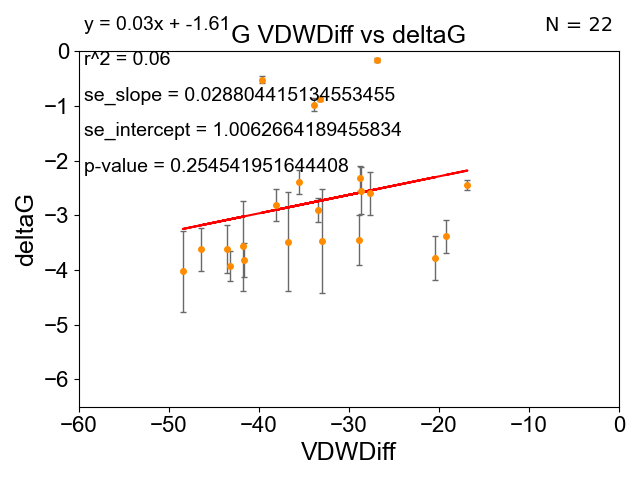 y = 0.03x + -1.61
N = 22
G VDWDiff vs deltaG
r^2 = 0.06
se_slope = 0.028804415134553455
se_intercept = 1.0062664189455834
p-value = 0.254541951644408
0
−1
−2
−3
−4
−5
−6
deltaG
−60
−50
−40
−30
−20
−10
0
VDWDiff